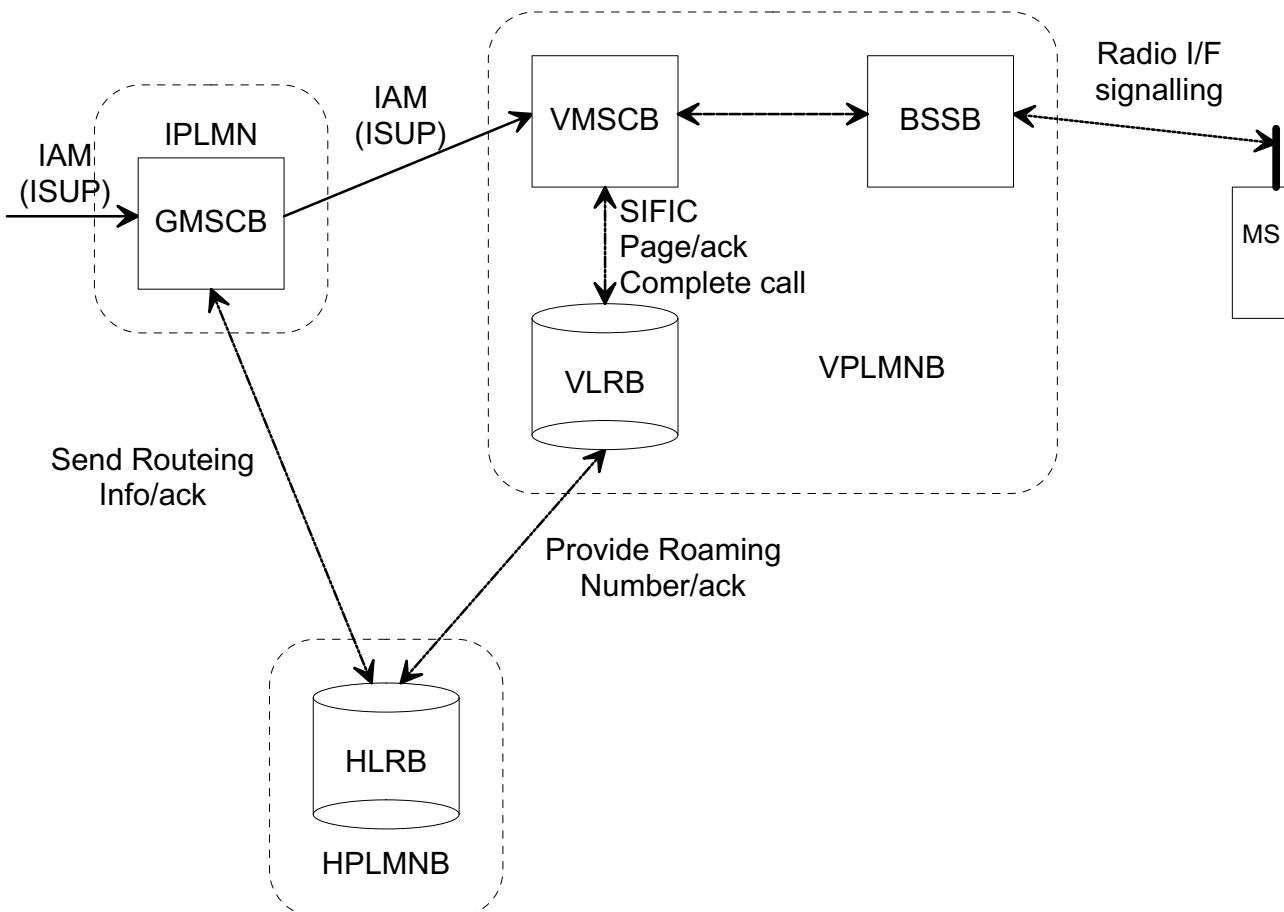 Radio I/F
signalling
IAM
(ISUP)
VMSCB
BSSB
IPLMN
IAM
(ISUP)
GMSCB
SIFIC
Page/ack
Complete call
MS
VLRB
VPLMNB
Send Routeing
Info/ack
Provide Roaming
Number/ack
HLRB
HPLMNB